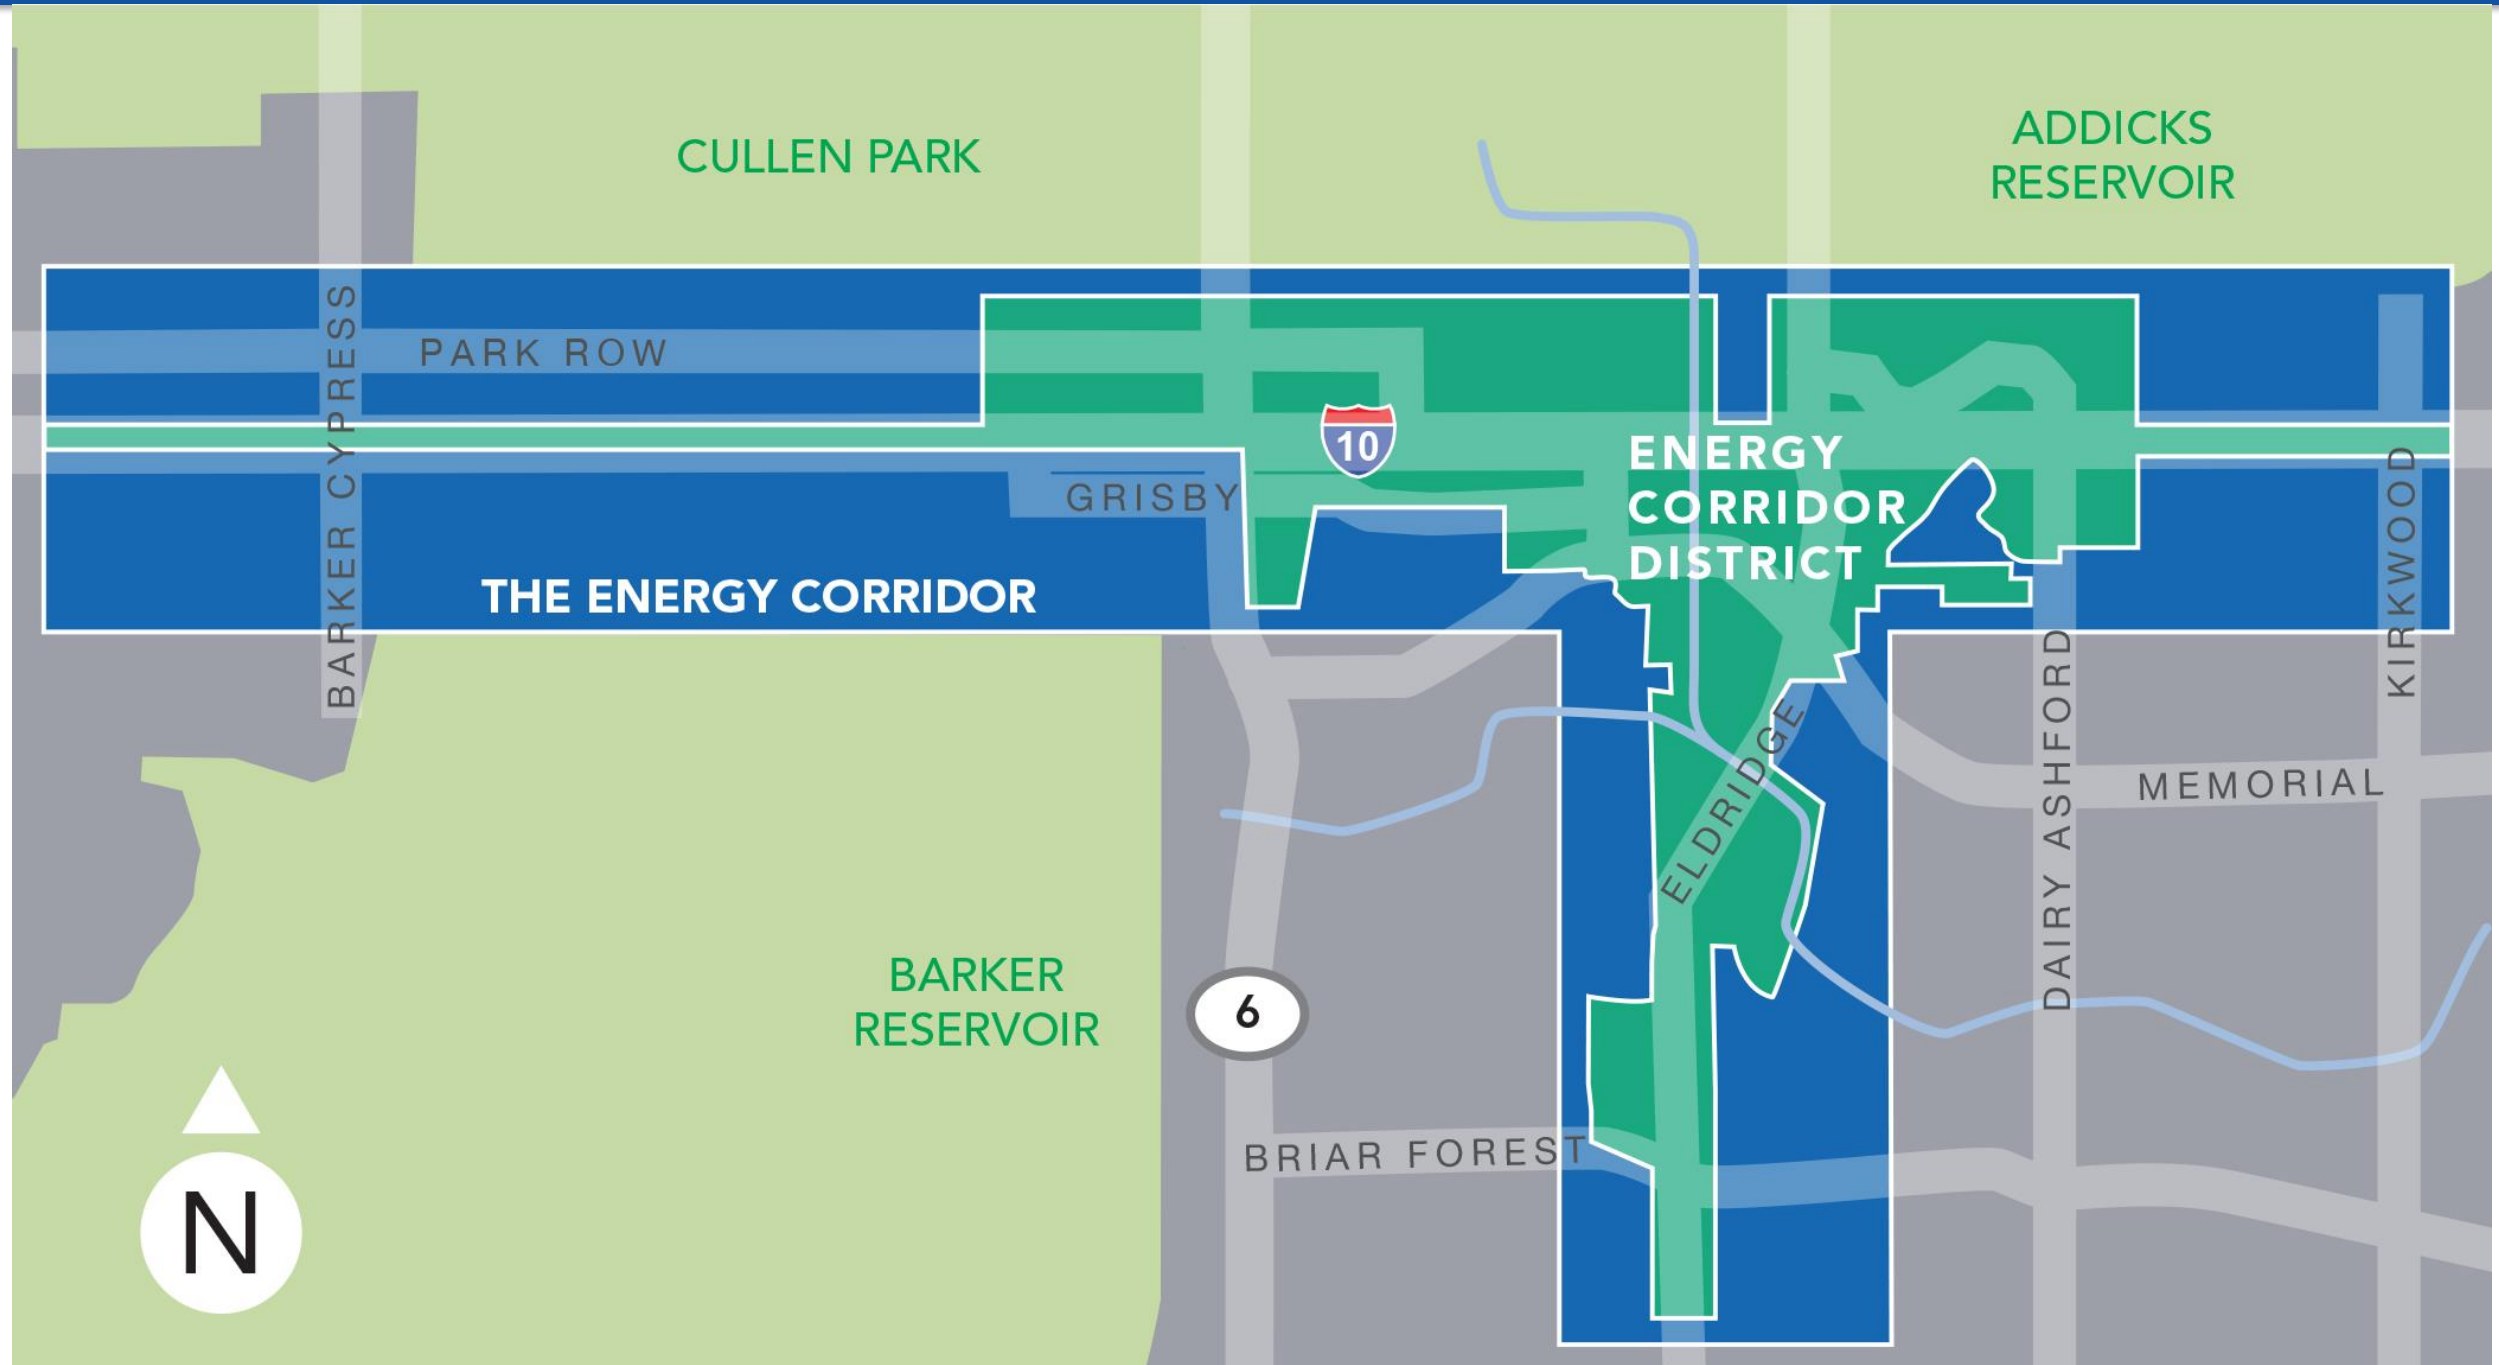 CULLEN PARK
ADDICKS
RESERVOIR
PARK ROW
BARKER CYPRESS
10
GRISBY
ENERGY
CORRIDOR
DISTRICT
THE ENERGY CORRIDOR
KIRKWOOD
ELDRIDGE
DAIRY ASHFORD
MEMORIAL
BARKER
RESERVOIR
6
BRIAR FOREST
N